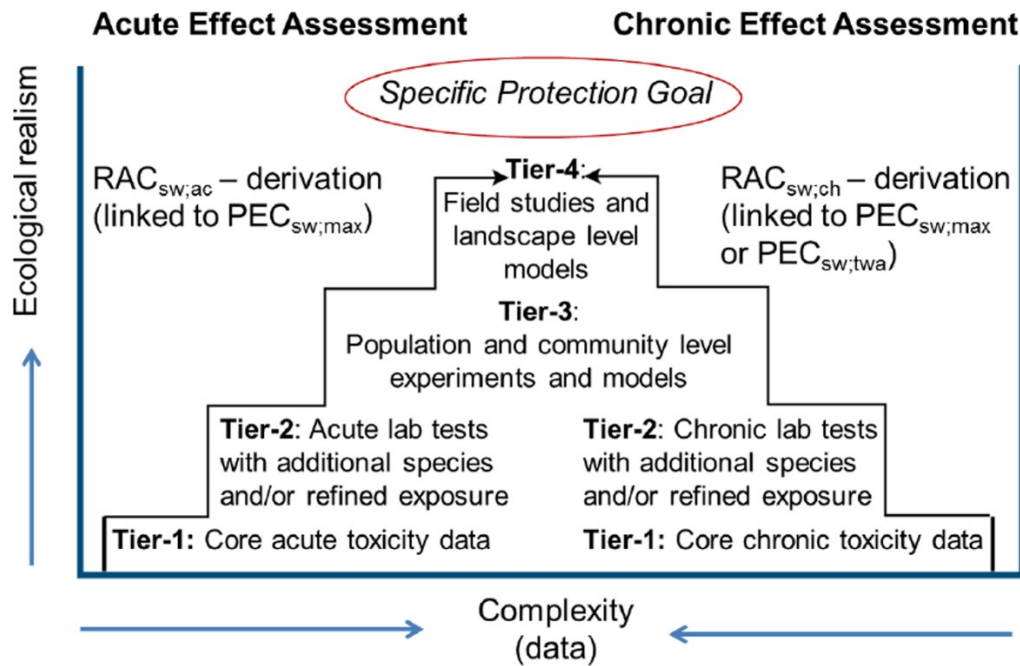 Acute Effect Assessment
Chronic Effect Assessment
Specific Protection Goal
Ecological realism
RACsw;ac – derivation
(linked to PECsw;max)
Tier-4:
Field studies and
landscape level
models
RACsw;ch – derivation
(linked to PECsw;max
or PECsw;twa)
Tier-3:
Population and community level
experiments and models
Tier-2: Acute lab tests
with additional species
and/or refined exposure
Tier-2: Chronic lab tests
with additional species
and/or refined exposure
Tier-1: Core acute toxicity data
Tier-1: Core chronic toxicity data
Complexity
(data)